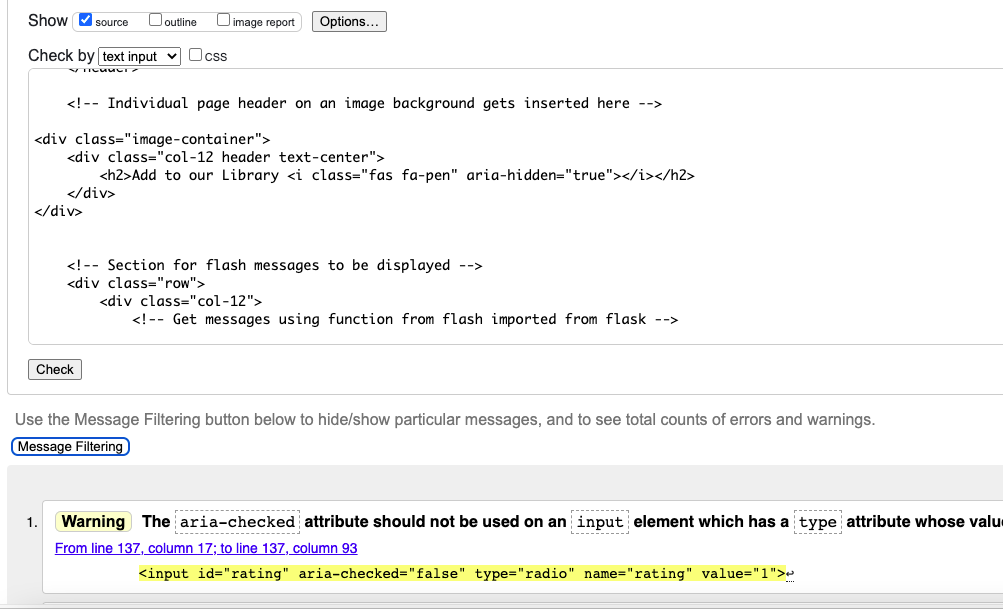 Show source outline image report Options...
Check by text input CSS
</header>
<!-- Individual page header on an image background gets inserted here -->
<div class="image-container">
<div class="col-12 header text-center">
<h2>Add to our Library <i class="fas fa-pen" aria-hidden="true"></i></h2>
</div>
</div>
<!-- Section for flash messages to be displayed -->
<div class="row">
<div class="col-12">
<!-- Get messages using function from flash imported from flask -->
Check
Use the Message Filtering button below to hide/show particular messages, and to see total counts of errors and warnings.
Message Filtering
1. Warning The aria-checked attribute should not be used on an input element which has a type attribute whose valu
From line 137, column 17; to line 137, column 93
<input id="rating" aria-checked="false" type="radio" name="rating" value="1">↩